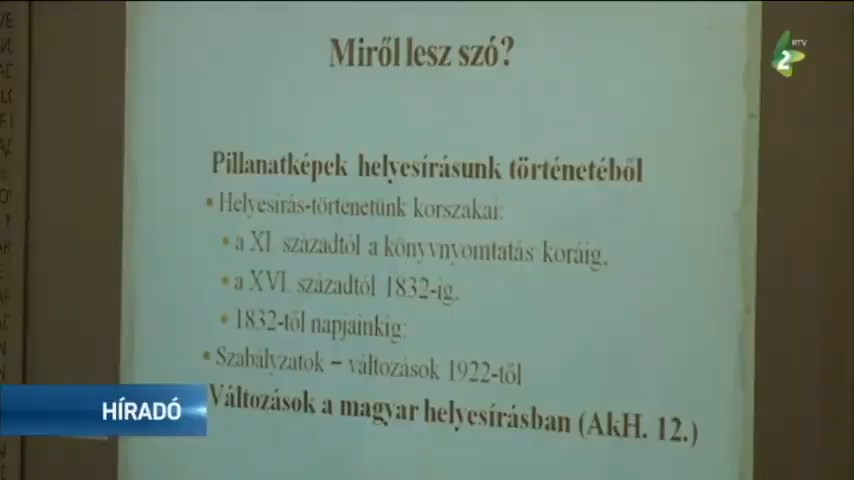 Miről lesz szó?
RTV
2
Pillanatképek helyesírásunk történetéből
• Helyesírás-törtenetünk korszakai:
• a XI. századtól a könyvnyomtatás koráig,
• a XVI. századtól 1832-ig,
• 1832-től napjainkig;
• Szabályzatok – változások 1922-től
Változások a magyar helyesírásban (AkH. 12.)
HÍRADÓ